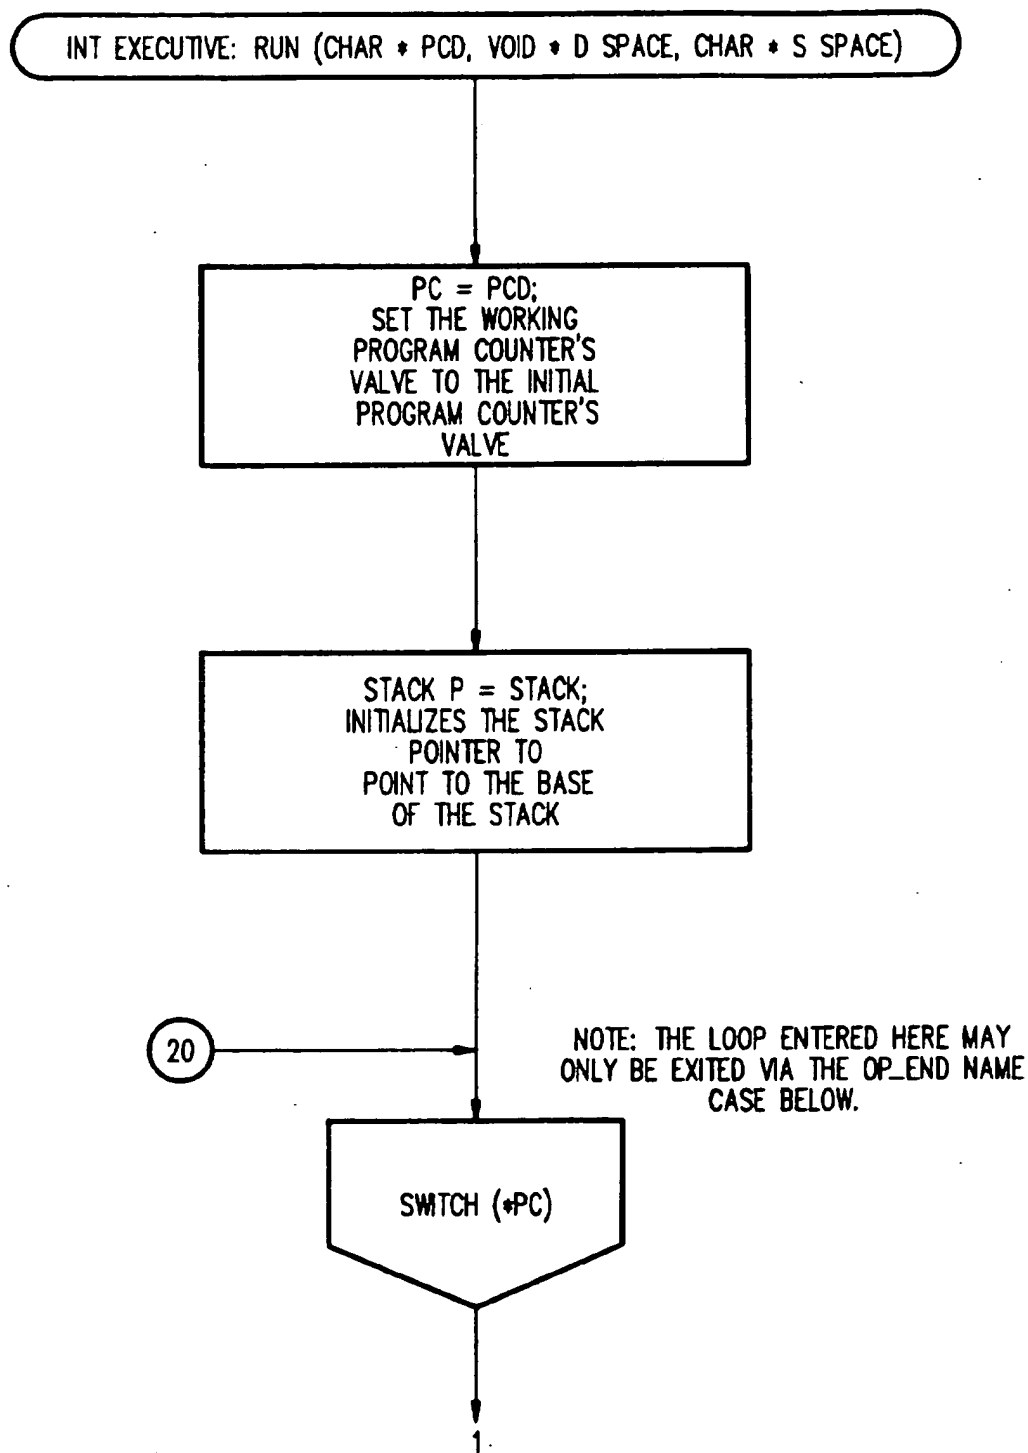 INT EXECUTIVE: RUN (CHAR * PCD, VOID * D SPACE, CHAR * S SPACE)
PC = PCD;
SET THE WORKING
PROGRAM COUNTER'S
VALVE TO THE INITIAL
PROGRAM COUNTER'S
VALVE
STACK P = STACK;
INITIALIZES THE STACK
POINTER TO
POINT TO THE BASE
OF THE STACK
20
NOTE: THE LOOP ENTERED HERE MAY
ONLY BE EXITED VIA THE OP_END NAME
CASE BELOW.
SWITCH (*PC)
1